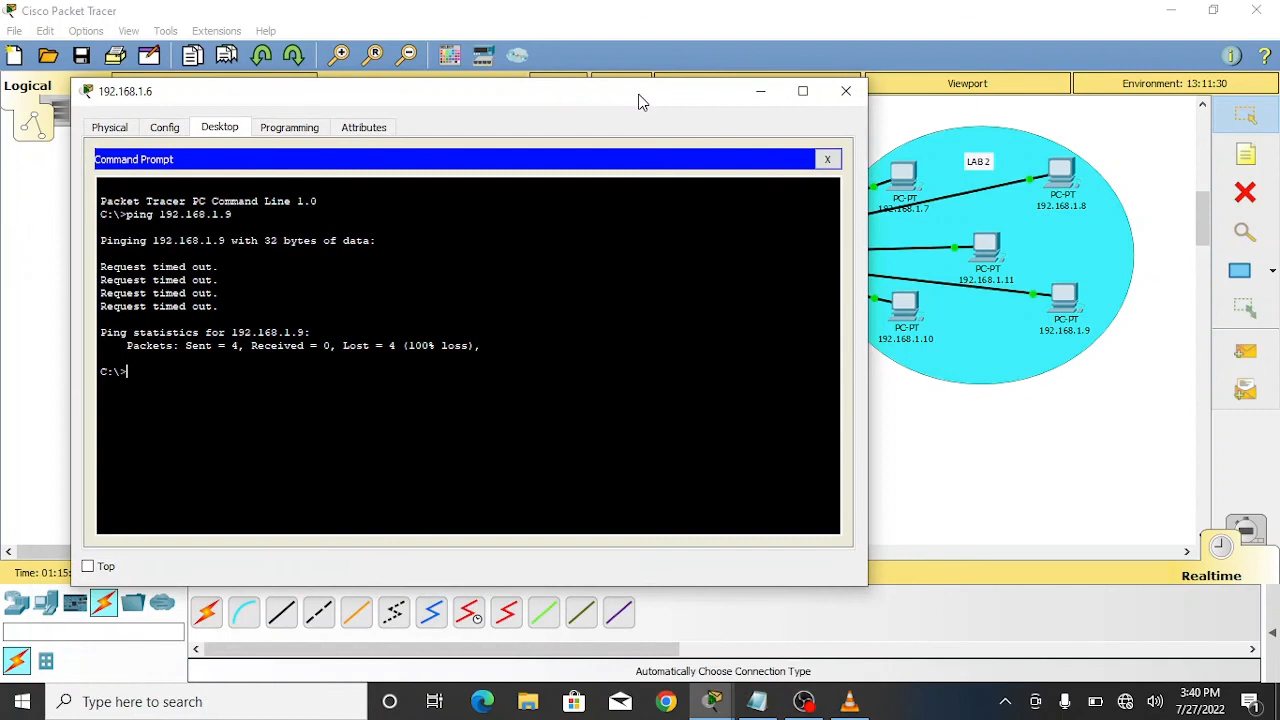 Cisco Packet Tracer
File Edit Options View Tools Extensions Help
Logical
Viewport
Environment: 13:11:30
192.168.1.6
Physical Config Desktop Programming Attributes
Command Prompt
X
Packet Tracer PC Command Line 1.0
C:\>ping 192.168.1.9
Pinging 192.168.1.9 with 32 bytes of data:
Request timed out.
Request timed out.
Request timed out.
Request timed out.
Ping statistics for 192.168.1.9:
Packets: Sent = 4, Received = 0, Lost = 4 (100% loss),
C:\>
Top
LAB 2
PC-PT
192.168.1.7
PC-PT
192.168.1.8
PC-PT
192.168.1.11
PC-PT
192.168.1.10
PC-PT
192.168.1.9
Time: 01:15:
Realtime
Automatically Choose Connection Type
Type here to search
3:40 PM
7/27/2022